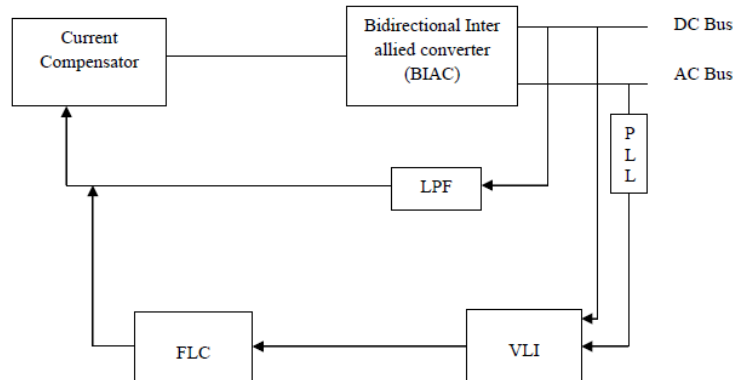 Current
Compensator
Bidirectional Inter
allied converter
(BIAC)
DC Bus
AC Bus
P
L
L
LPF
FLC
VLI